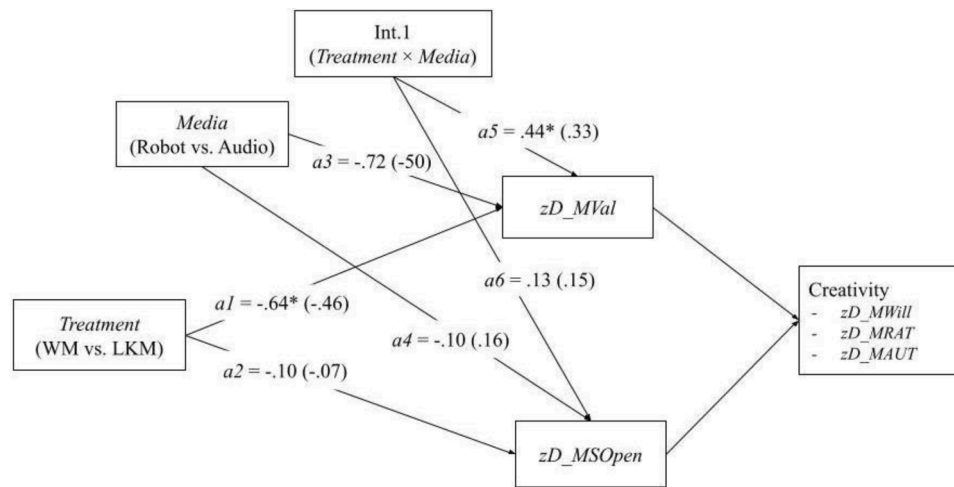 Int.1
(Treatment × Media)
Media
(Robot vs. Audio)
a5 = .44* (.33)
a3 = -.72 (-50)
zD_MVal
a6 = .13 (.15)
Creativity
- zD_MWill
- zD_MRAT
- zD_MAUT
a1 = -.64* (-.46)
Treatment
(WM vs. LKM)
a4 = -.10 (.16)
a2 = -.10 (-.07)
zD_MSOpen